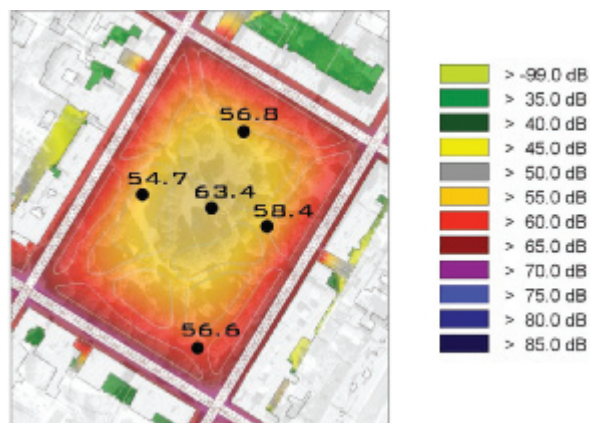 56.8
54.7
63.4
58.4
56.6
> -99.0 dB
> 35.0 dB
> 40.0 dB
> 45.0 dB
> 50.0 dB
> 55.0 dB
> 60.0 dB
> 65.0 dB
> 70.0 dB
> 75.0 dB
> 80.0 dB
> 85.0 dB